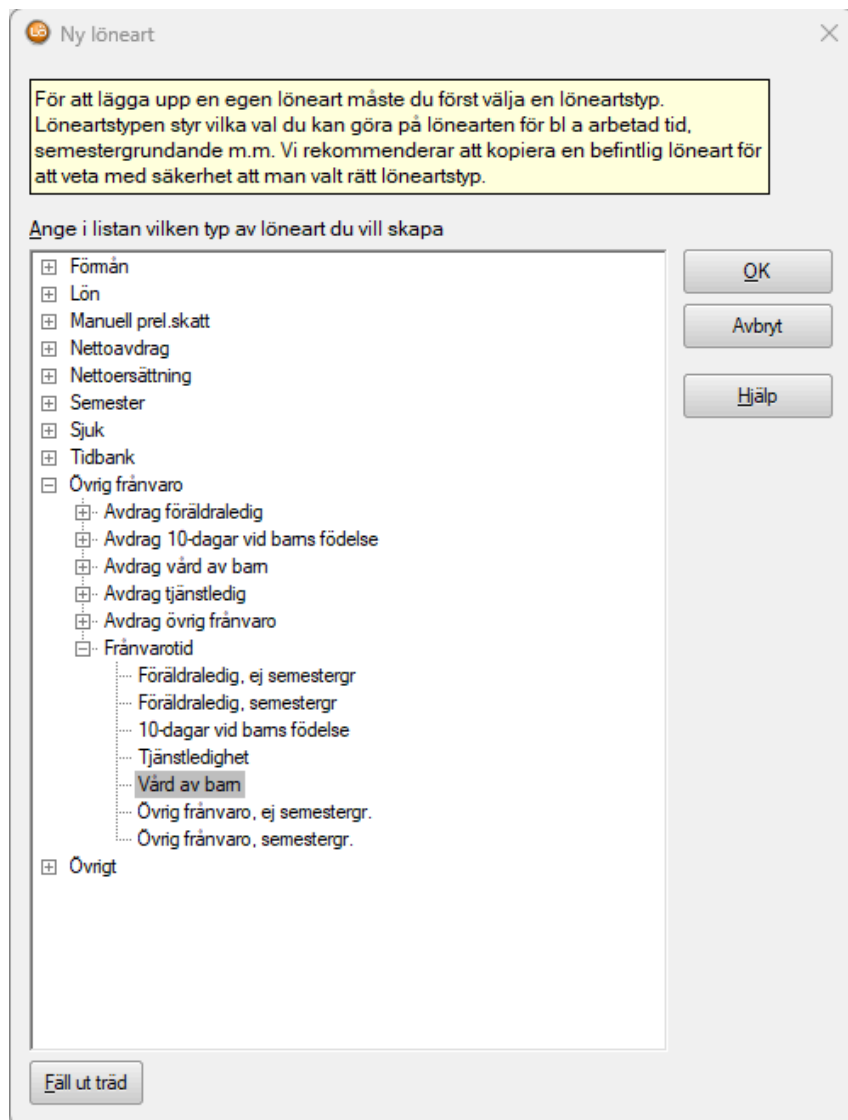 Ny löneart
För att lägga upp en egen löneart måste du först välja en löneartstyp.
Löneartstypen styr vilka val du kan göra på lönearten för bl a arbetad tid,
semestergrundande m.m. Vi rekommenderar att kopiera en befintlig löneart för
att veta med säkerhet att man valt rätt löneartstyp.
Ange i listan vilken typ av löneart du vill skapa
Förmån
Lön
Manuell prel.skatt
Nettoavdrag
Nettoersättning
Semester
Sjuk
Tidbank
Övrig frånvaro
Avdrag föräldraledig
Avdrag 10-dagar vid barns födelse
Avdrag vård av barn
Avdrag tjänstledig
Avdrag övrig frånvaro
Frånvarotid
Föräldraledig, ej semestergr
Föräldraledig, semestergr
10-dagar vid barns födelse
Tjänstledighet
Vård av barn
Övrig frånvaro, ej semestergr.
Övrig frånvaro, semestergr.
Övrigt
OK
Avbryt
Hjälp
Fäll ut träd